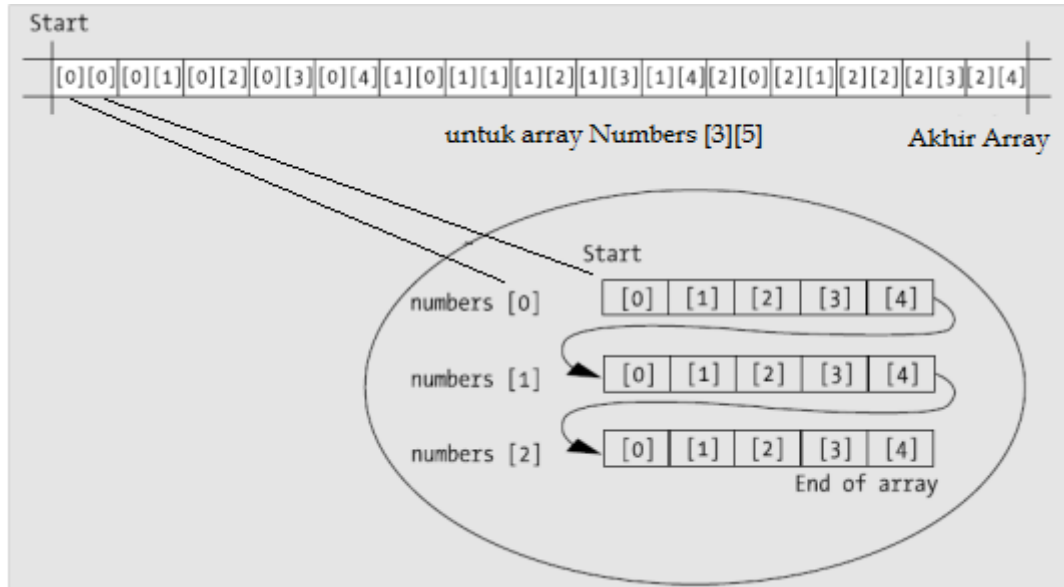 Start
[0][0] [0][1] [0][2] [0][3] [0][4] [1][0] [1][1] [1][2] [1][3] [1][4] [2][0] [2][1] [2][2] [2][3] [2][4]
untuk array Numbers [3][5]
Akhir Array
Start
numbers [0] [0] [1] [2] [3] [4]
numbers [1] [0] [1] [2] [3] [4]
numbers [2] [0] [1] [2] [3] [4]
End of array